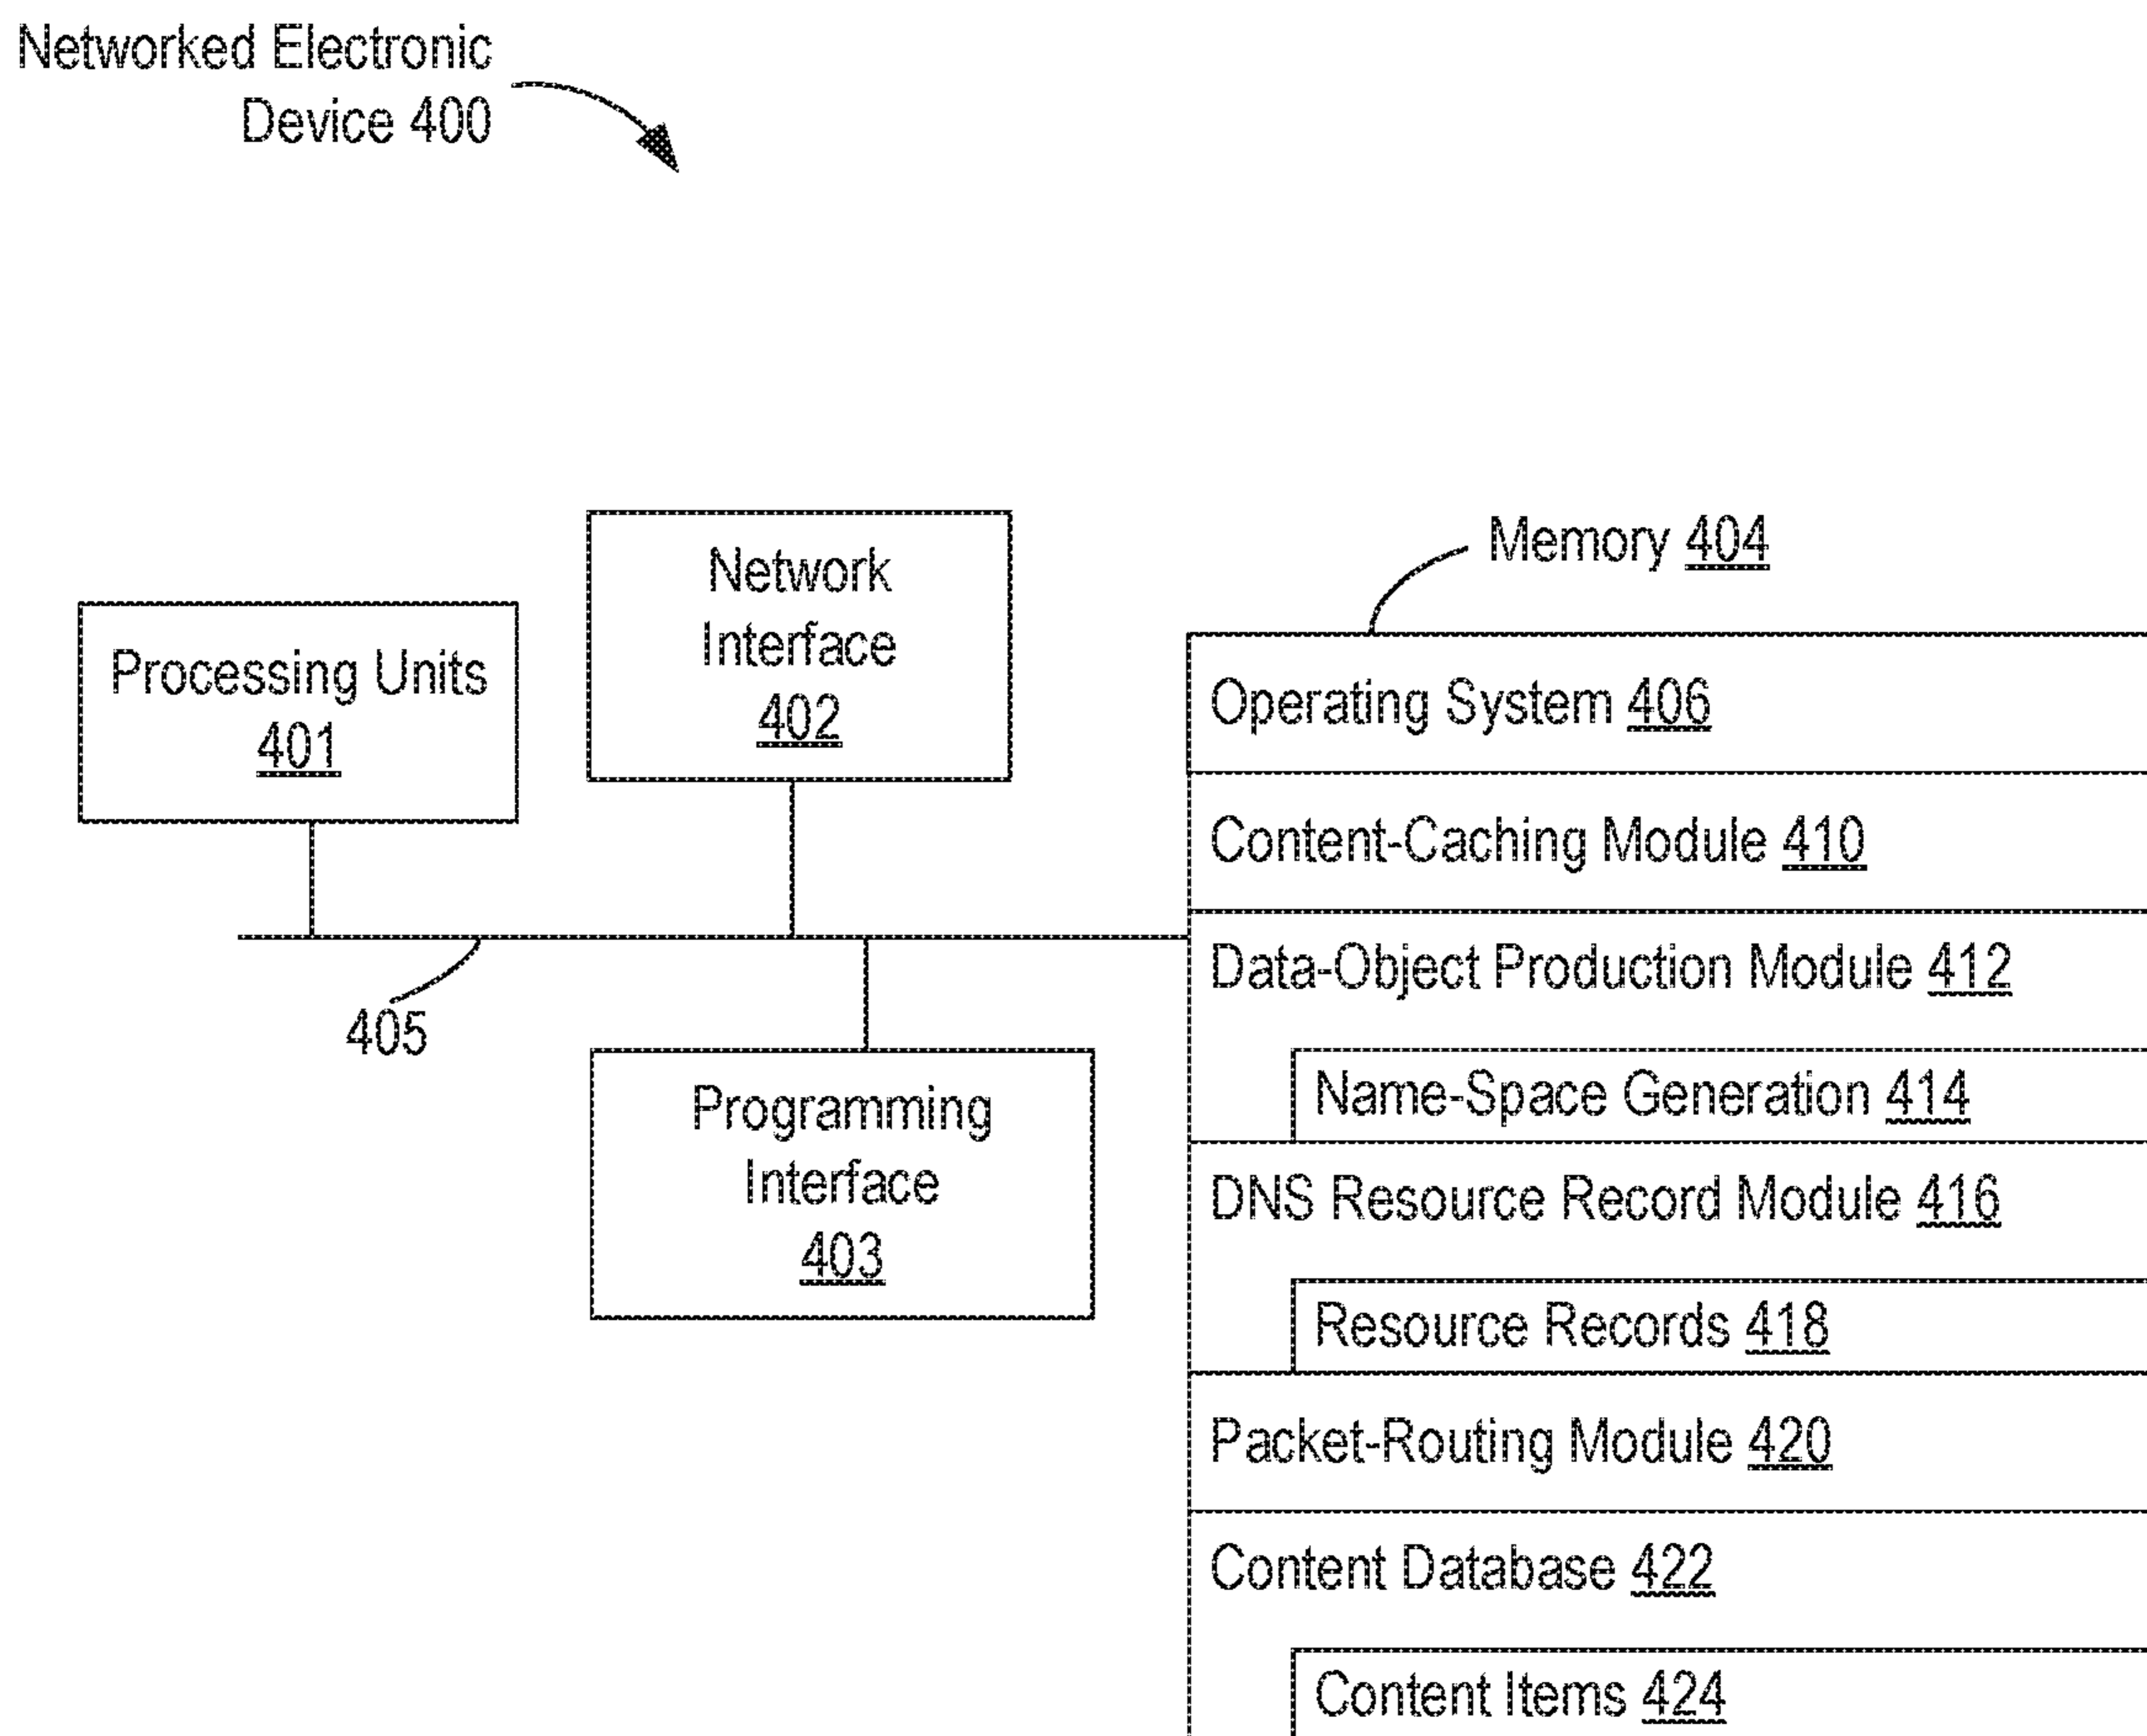 Networked Electronic
Device 400
Network
Interface
402
Processing Units
401
Memory 404
Operating System 406
Content-Caching Module 410
Data-Object Production Module 412
405
Name-Space Generation 414
Programming
Interface
403
DNS Resource Record Module 416
Resource Records 418
Packet-Routing Module 420
Content Database 422
Content Items 424